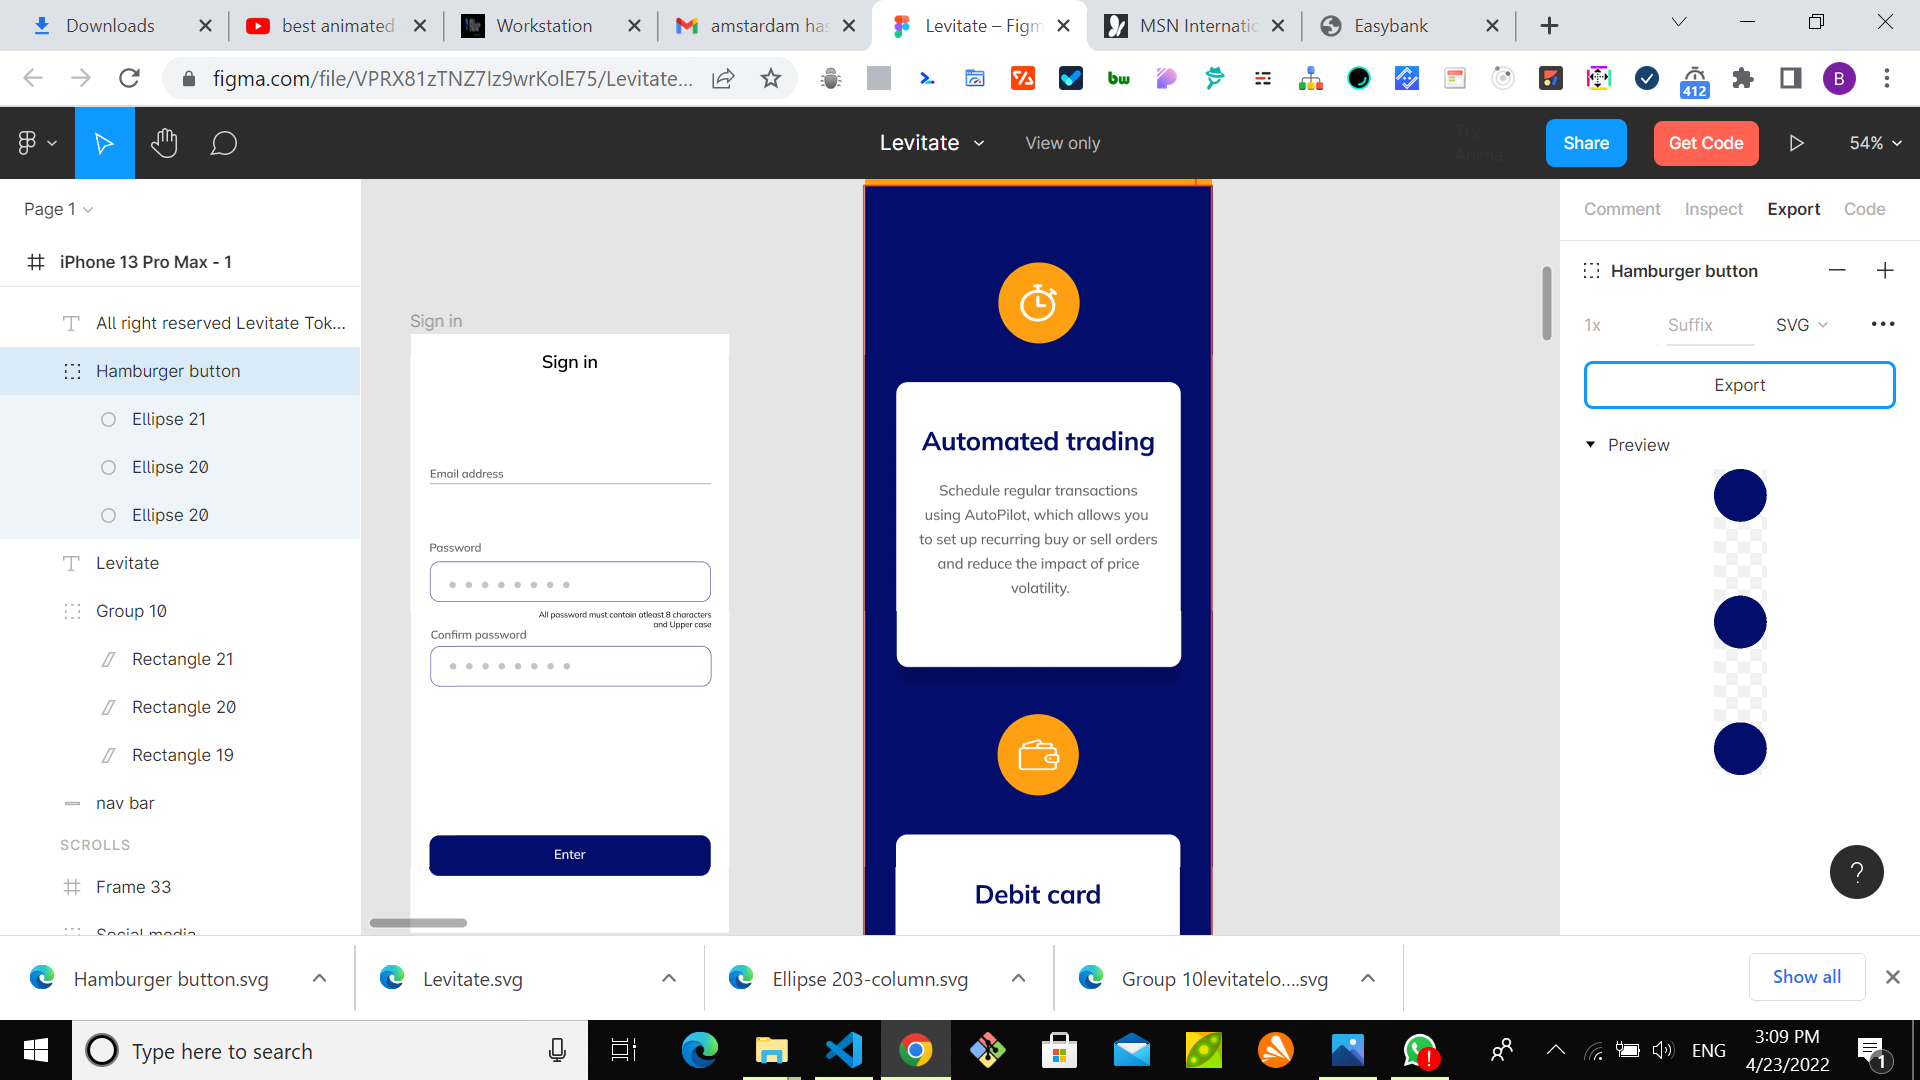 Downloads
best animated
Workstation
amstardam has
Levitate – Figm
MSN Internatic
Easybank
figma.com/file/VPRX81zTNZ7Iz9wrKolE75/Levitate...
412
B
Levitate
View only
Try
Share
Get Code
54%
Page 1
iPhone 13 Pro Max - 1
All right reserved Levitate Tok...
Hamburger button
Ellipse 21
Ellipse 20
Ellipse 20
Levitate
Group 10
Rectangle 21
Rectangle 20
Rectangle 19
nav bar
SCROLLS
Frame 33
Social media
Sign in
Sign in
Email address
Password
All password must contain atleast 8 characters
and Upper case
Confirm password
Enter
Automated trading
Schedule regular transactions
using AutoPilot, which allows you
to set up recurring buy or sell orders
and reduce the impact of price
volatility.
Debit card
Comment
Inspect
Export
Code
Hamburger button
1x
Suffix
SVG
Export
Preview
?
Hamburger button.svg
Levitate.svg
Ellipse 203-column.svg
Group 10levitatelo....svg
Show all
Type here to search
ENG
3:09 PM
4/23/2022
1